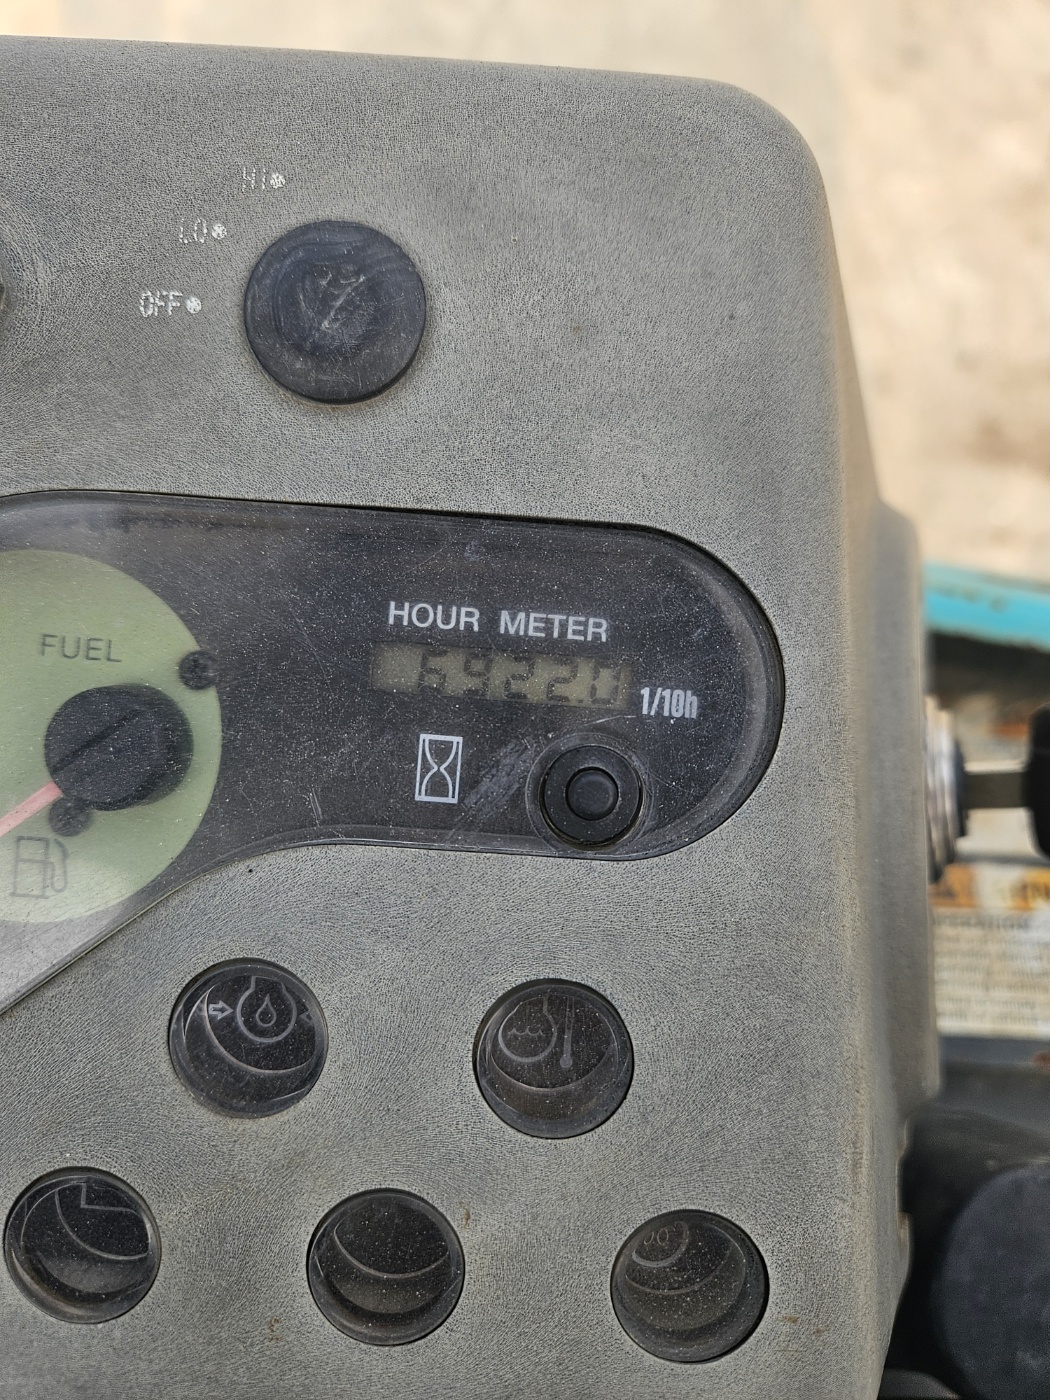 HI
LO
OFF
HOUR METER
FUEL
6922.0
1/10h